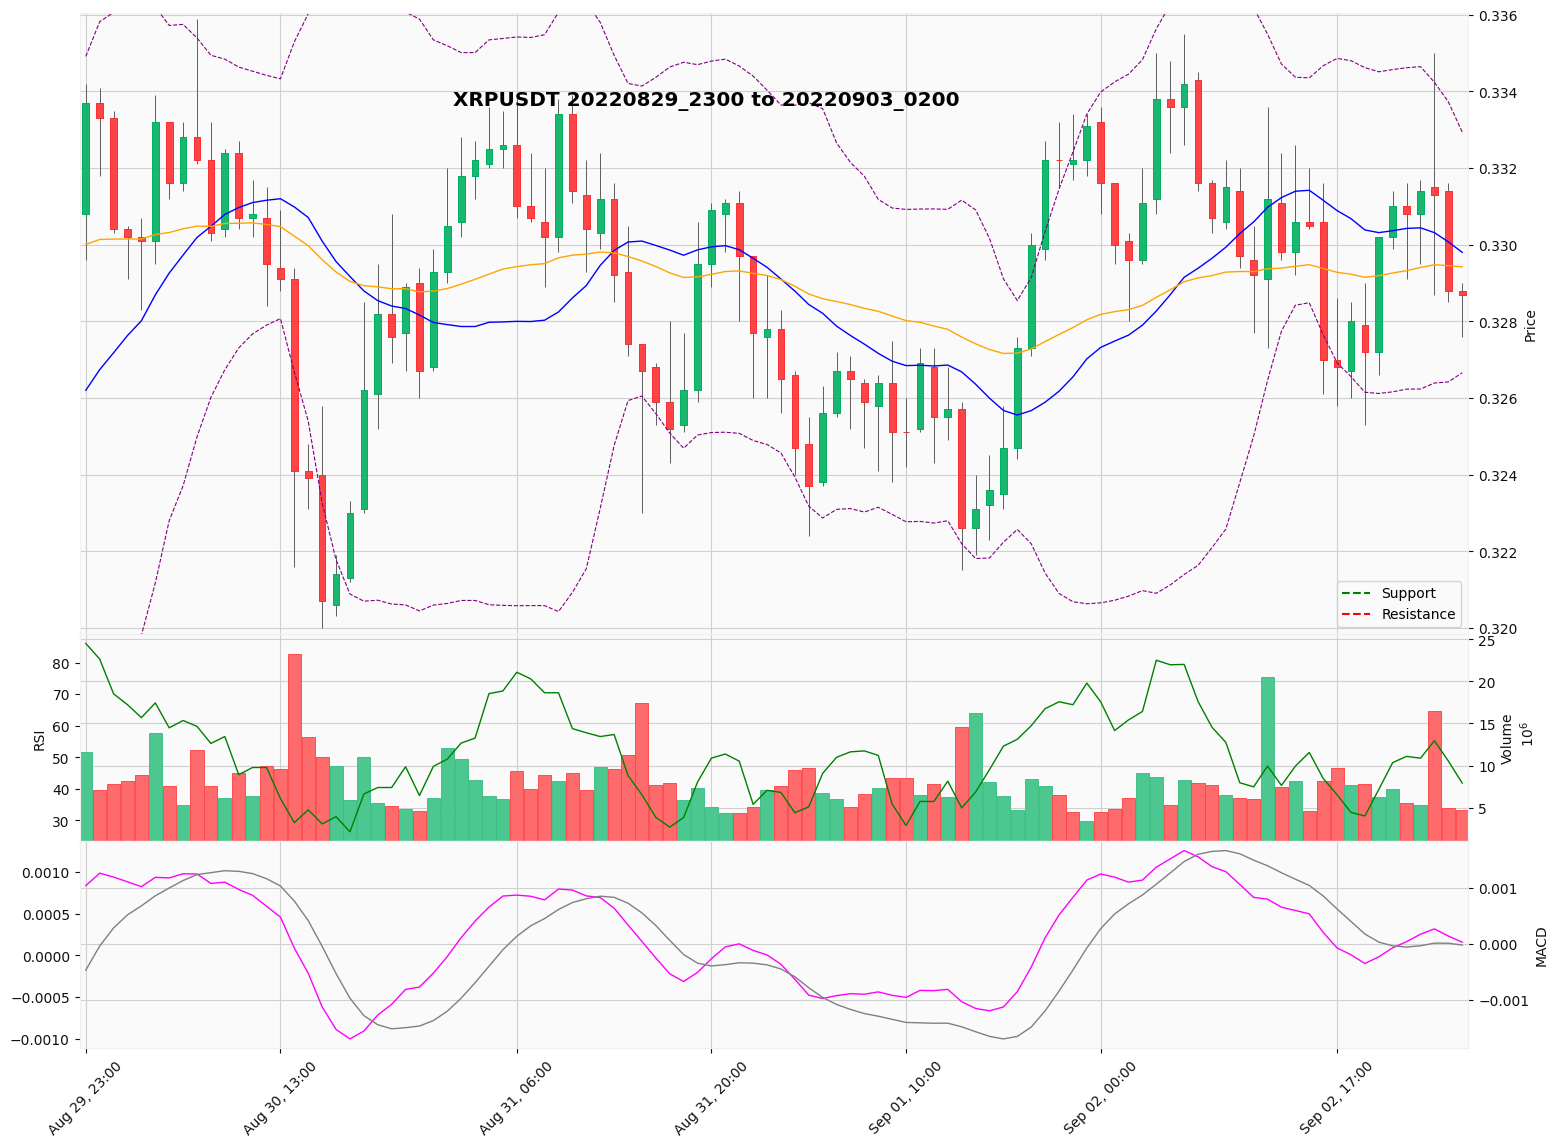 XRPUSDT 20220829_2300 to 20220903_0200
0.336
0.334
0.332
0.330
0.328
0.326
0.324
0.322
0.320
Price
Support
Resistance
80
70
60
50
40
30
RSI
25
20
15
10
5
Volume
10^6
0.0010
0.0005
0.0000
−0.0005
−0.0010
0.001
0.000
−0.001
MACD
Aug 29, 23:00
Aug 30, 13:00
Aug 31, 06:00
Aug 31, 20:00
Sep 01, 10:00
Sep 02, 00:00
Sep 02, 17:00